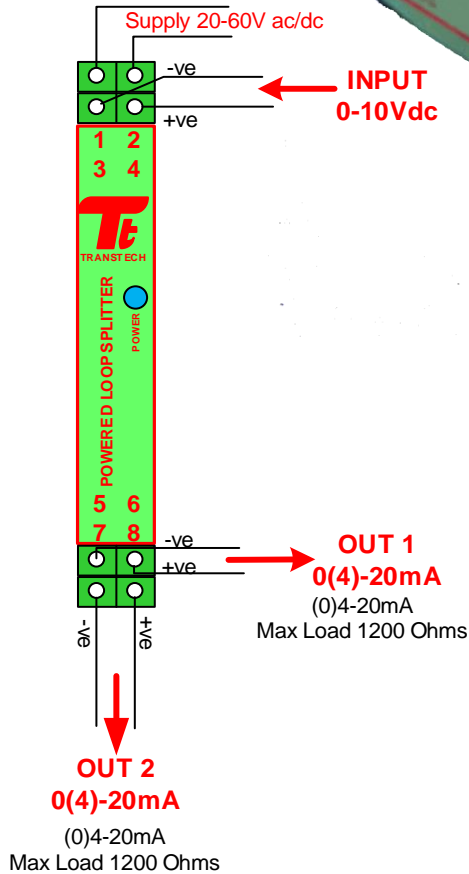 Supply 20-60V ac/dc
-ve
INPUT
0-10Vdc
+ve
1 2
3 4
Tt
TRANSTECH
POWER
POWERED LOOP SPLITTER
5 6
7 8
-ve
+ve
OUT 1
0(4)-20mA
(0)4-20mA
Max Load 1200 Ohms
-ve
+ve
OUT 2
0(4)-20mA
(0)4-20mA
Max Load 1200 Ohms